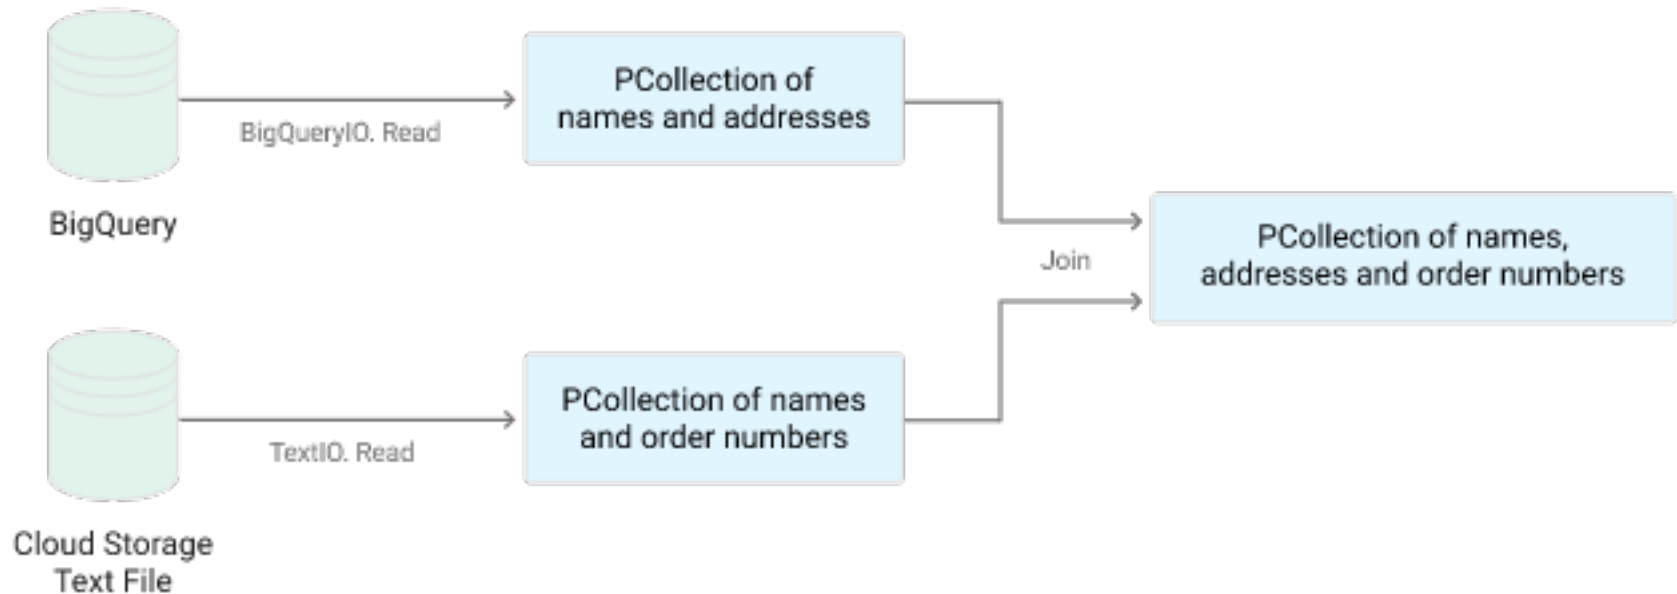 BigQueryIO. Read
BigQuery
PCollection of
names and addresses
Join
PCollection of names,
addresses and order numbers
TextIO. Read
Cloud Storage
Text File
PCollection of names
and order numbers